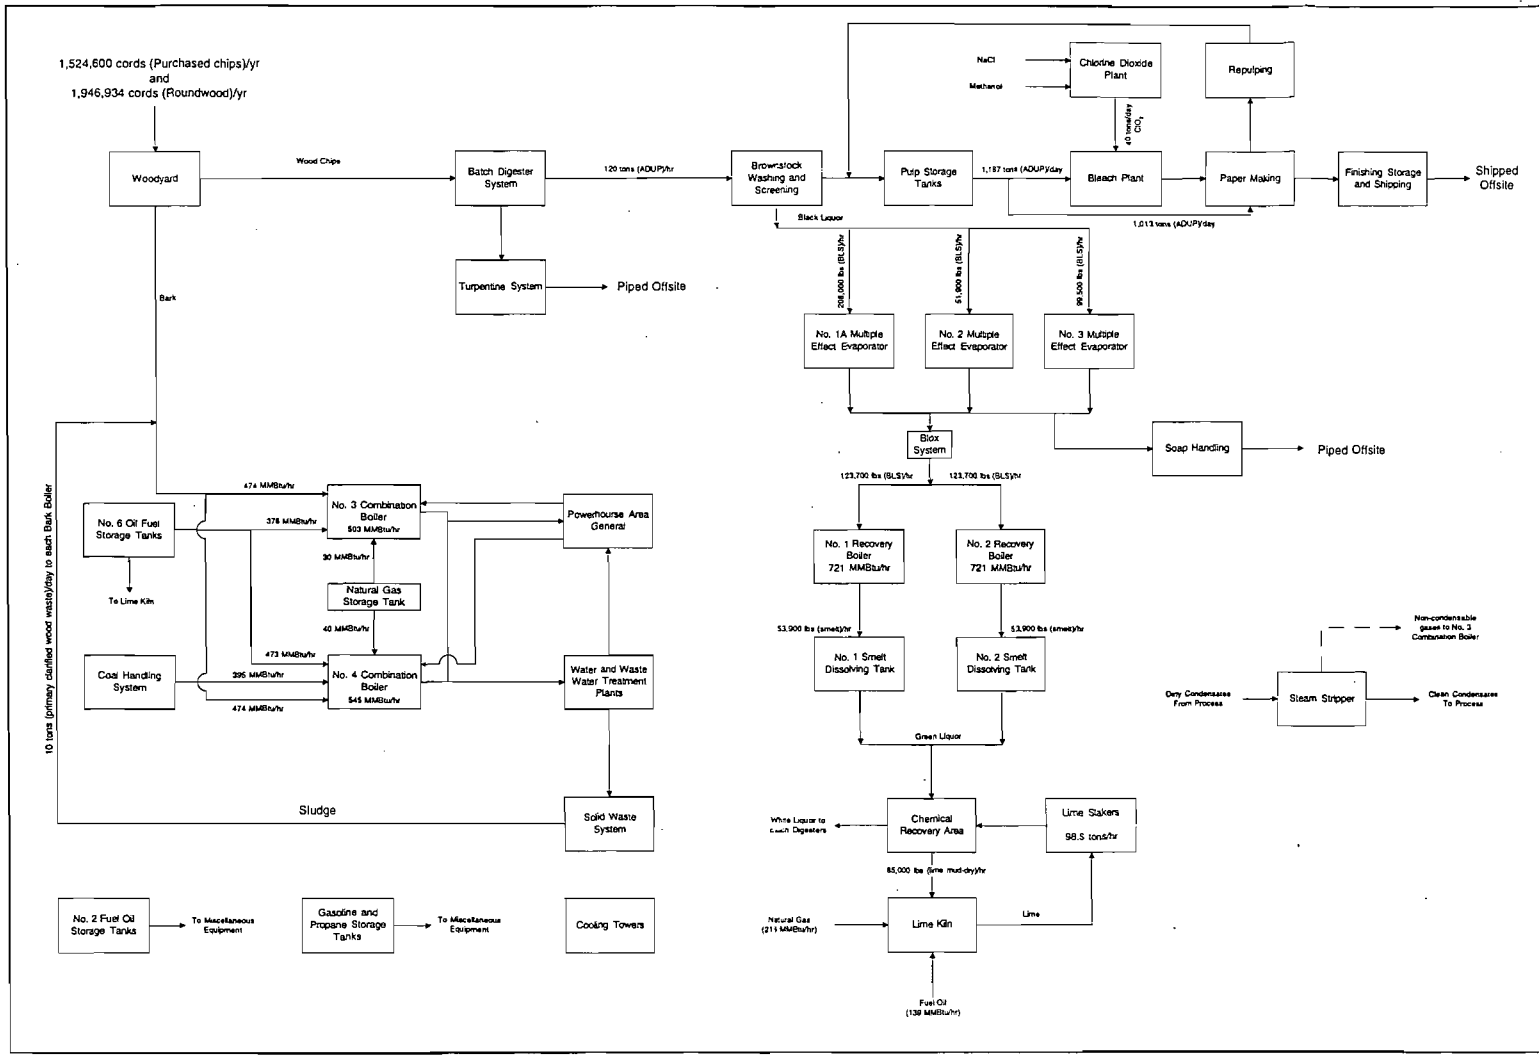 1,524,600 cords (Purchased chips)/yr
and
1,946,934 cords (Roundwood)/yr
Woodyard
Wood Chips
Batch Digester
System
120 tons (ADUP)/hr
Brownstock
Washing and
Screening
Pulp Storage
Tanks
1,187 tons (ADUP)/day
NaCl
Methanol
Chlorine Dioxide
Plant
40 tons/day
ClO2
Bleach Plant
Repulping
Paper Making
1,013 tons (ADUP)/day
Finishing Storage
and Shipping
Shipped
Offsite
Turpentine System
Piped Offsite
Bark
Black Liquor
208,000 lbs (BLS)/hr
51,900 lbs (BLS)/hr
99,500 lbs (BLS)/hr
No. 1A Multiple
Effect Evaporator
No. 2 Multiple
Effect Evaporator
No. 3 Multiple
Effect Evaporator
Blox
System
Soap Handling
Piped Offsite
123,700 lbs (BLS)/hr
123,700 lbs (BLS)/hr
No. 1 Recovery
Boiler
721 MMBtu/hr
No. 2 Recovery
Boiler
721 MMBtu/hr
53,900 lbs (smelt)/hr
53,900 lbs (smelt)/hr
No. 1 Smelt
Dissolving Tank
No. 2 Smelt
Dissolving Tank
Green Liquor
10 tons (primary clarified wood waste)/day to each Bark Boiler
474 MMBtu/hr
No. 6 Oil Fuel
Storage Tanks
376 MMBtu/hr
No. 3 Combination
Boiler
503 MMBtu/hr
Powerhourse Area
General
30 MMBtu/hr
To Lime Kiln
Natural Gas
Storage Tank
40 MMBtu/hr
473 MMBtu/hr
Coal Handling
System
395 MMBtu/hr
No. 4 Combination
Boiler
545 MMBtu/hr
474 MMBtu/hr
Water and Waste
Water Treatment
Plants
Non-condensable
gases to No. 3
Combination Boiler
Dirty Condensates
From Process
Steam Stripper
Clean Condensates
To Process
Sludge
Solid Waste
System
White Liquor to
Digesters
Chemical
Recovery Area
Lime Slakers
98.5 tons/hr
85,000 lbs (lime mud-dry)/hr
No. 2 Fuel Oil
Storage Tanks
To Miscellaneous
Equipment
Gasoline and
Propane Storage
Tanks
To Miscellaneous
Equipment
Cooling Towers
Natural Gas
(211 MMBtu/hr)
Lime Kiln
Lime
Fuel Oil
(139 MMBtu/hr)